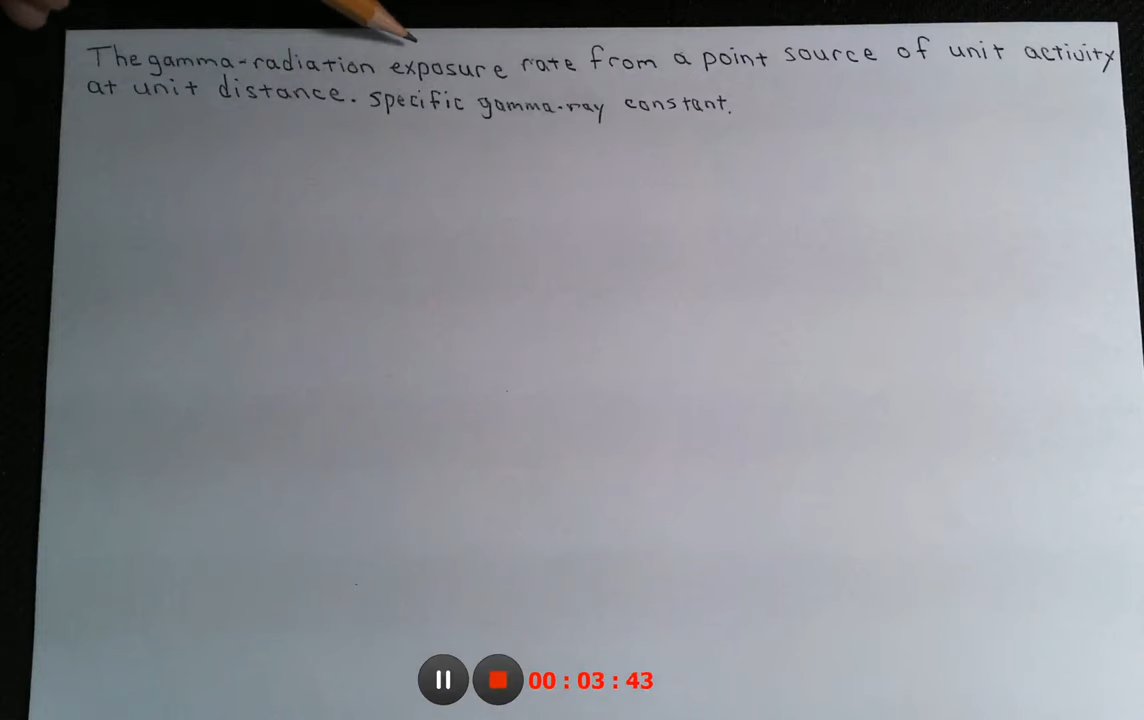 The gamma-radiation exposure rate from a point source of unit activity
at unit distance. specific gamma-ray constant.
00 : 03 : 43